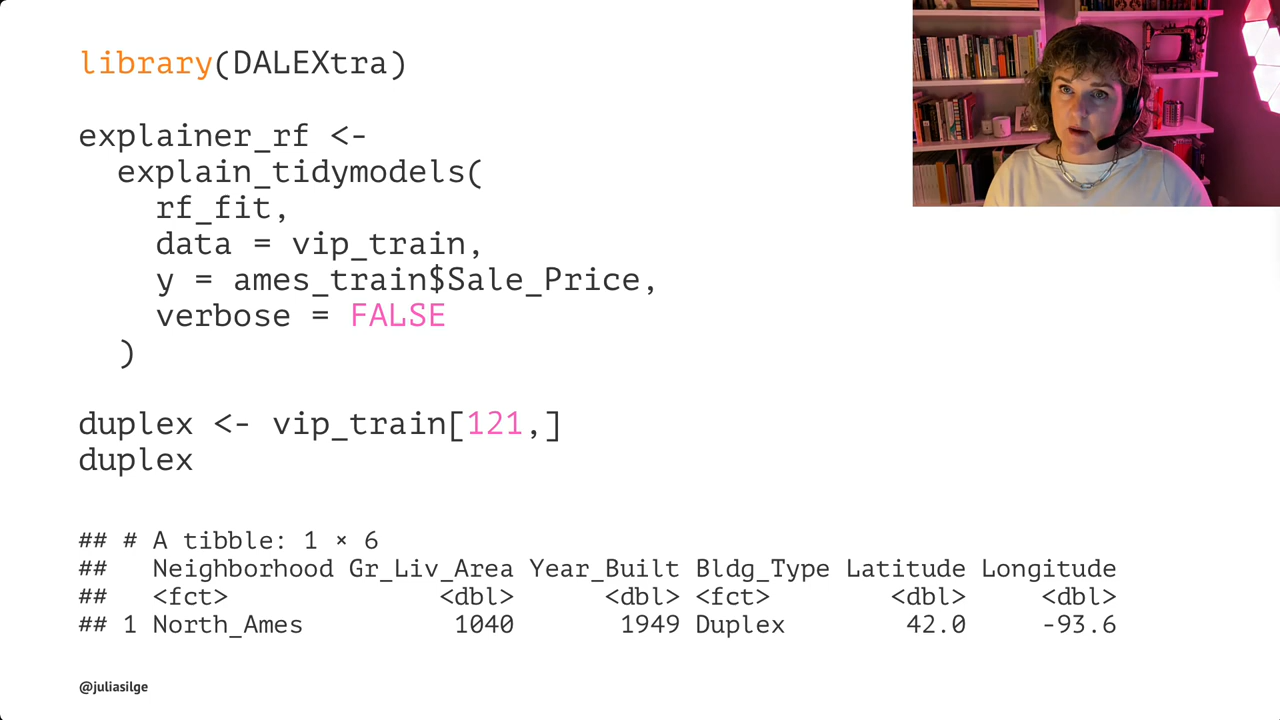 library(DALEXtra)
explainer_rf <-
  explain_tidymodels(
    rf_fit,
    data = vip_train,
    y = ames_train$Sale_Price,
    verbose = FALSE
  )
duplex <- vip_train[121,]
duplex
## # A tibble: 1 × 6
##   Neighborhood Gr_Liv_Area Year_Built Bldg_Type Latitude Longitude
##   <fct>              <dbl>      <dbl> <fct>        <dbl>     <dbl>
## 1 North_Ames          1040       1949 Duplex        42.0     -93.6
@juliasilge